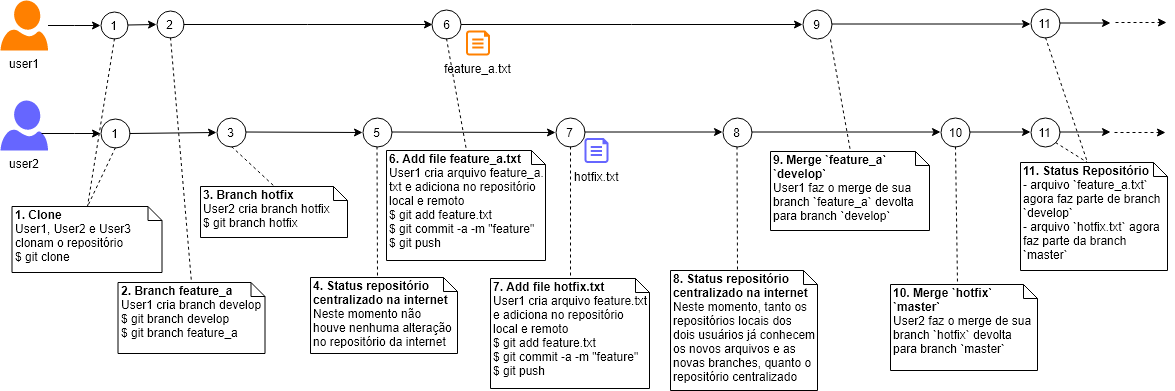 1
2
6
9
11
user1
feature_a.txt
1
3
5
7
8
10
11
user2
hotfix.txt
1. Clone
User1, User2 e User3
clonam o repositório
$ git clone
2. Branch feature_a
User1 cria branch develop
$ git branch develop
$ git branch feature_a
3. Branch hotfix
User2 cria branch hotfix
$ git branch hotfix
4. Status repositório
centralizado na internet
Neste momento não
houve nenhuma alteração
no repositório da internet
6. Add file feature_a.txt
User1 cria arquivo feature_a.
txt e adiciona no repositório
local e remoto
$ git add feature.txt
$ git commit -a -m "feature"
$ git push
7. Add file hotfix.txt
User1 cria arquivo feature.txt
e adiciona no repositório
local e remoto
$ git add feature.txt
$ git commit -a -m "feature"
$ git push
8. Status repositório
centralizado na internet
Neste momento, tanto os
repositórios locais dos
dois usuários já conhecem
os novos arquivos e as
novas branches, quanto o
repositório centralizado
9. Merge `feature_a`
`develop`
User1 faz o merge de sua
branch `feature_a` devolta
para branch `develop`
10. Merge `hotfix`
`master`
User2 faz o merge de sua
branch `hotfix` devolta
para branch `master`
11. Status Repositório
- arquivo `feature_a.txt`
agora faz parte de branch
`develop`
- arquivo `hotfix.txt` agora
faz parte da branch
`master`